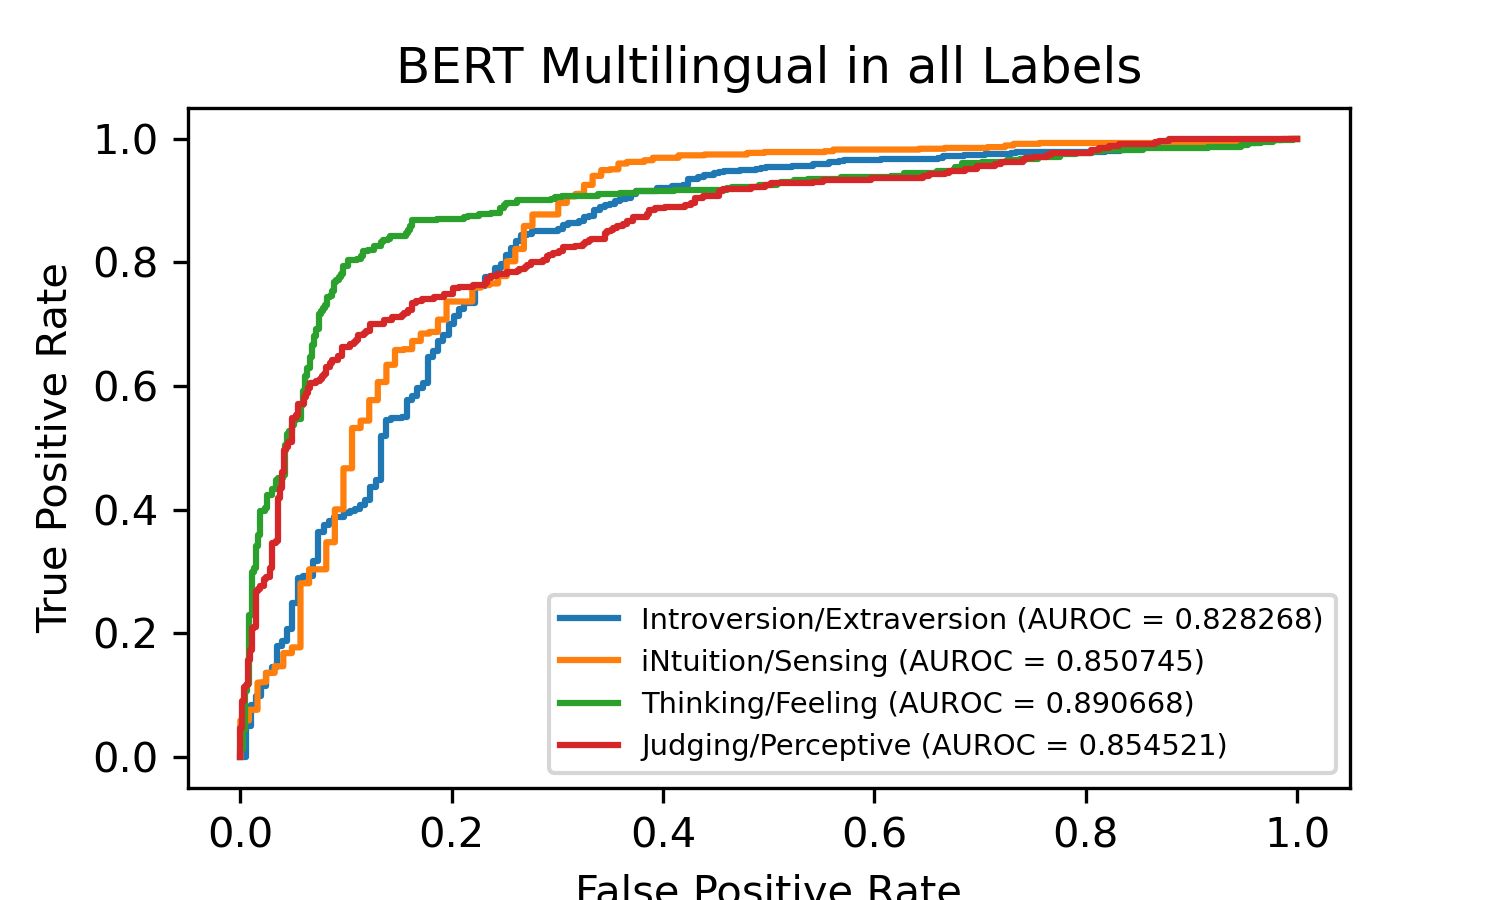 BERT Multilingual in all Labels
True Positive Rate
1.0
0.8
0.6
0.4
0.2
0.0
Introversion/Extraversion (AUROC = 0.828268)
iNtuition/Sensing (AUROC = 0.850745)
Thinking/Feeling (AUROC = 0.890668)
Judging/Perceptive (AUROC = 0.854521)
0.0 0.2 0.4 0.6 0.8 1.0
False Positive Rate